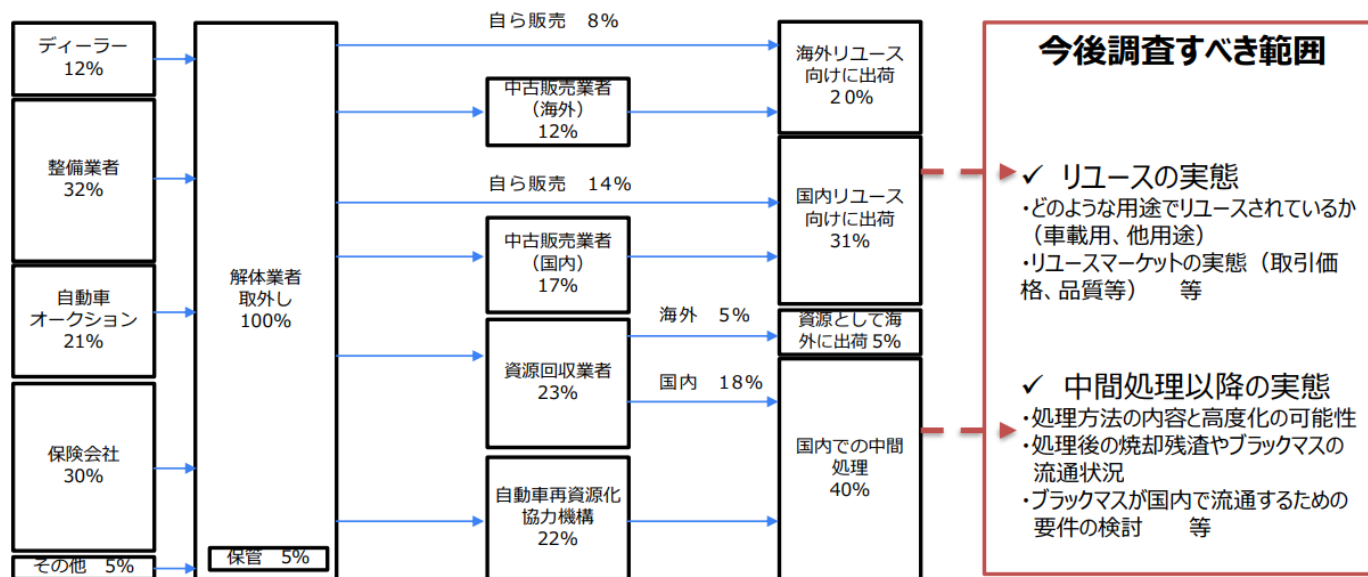 ディーラー
12%
整備業者
32%
自動車
オークション
21%
保険会社
30%
その他 5%
解体業者
取外し
100%
保管 5%
自ら販売 8%
中古販売業者
（海外）
12%
自ら販売 14%
中古販売業者
（国内）
17%
資源回収業者
23%
海外 5%
国内 18%
自動車再資源化
協力機構
22%
海外リユース
向けに出荷
２０%
国内リユース
向けに出荷
31%
資源として海
外に出荷 5%
国内での中間
処理
40%
今後調査すべき範囲
✓ リユースの実態
・どのような用途でリユースされているか
（車載用、他用途）
・リユースマーケットの実態（取引価
格、品質等） 等
✓ 中間処理以降の実態
・処理方法の内容と高度化の可能性
・処理後の焼却残渣やブラックマスの
流通状況
・ブラックマスが国内で流通するための
要件の検討 等